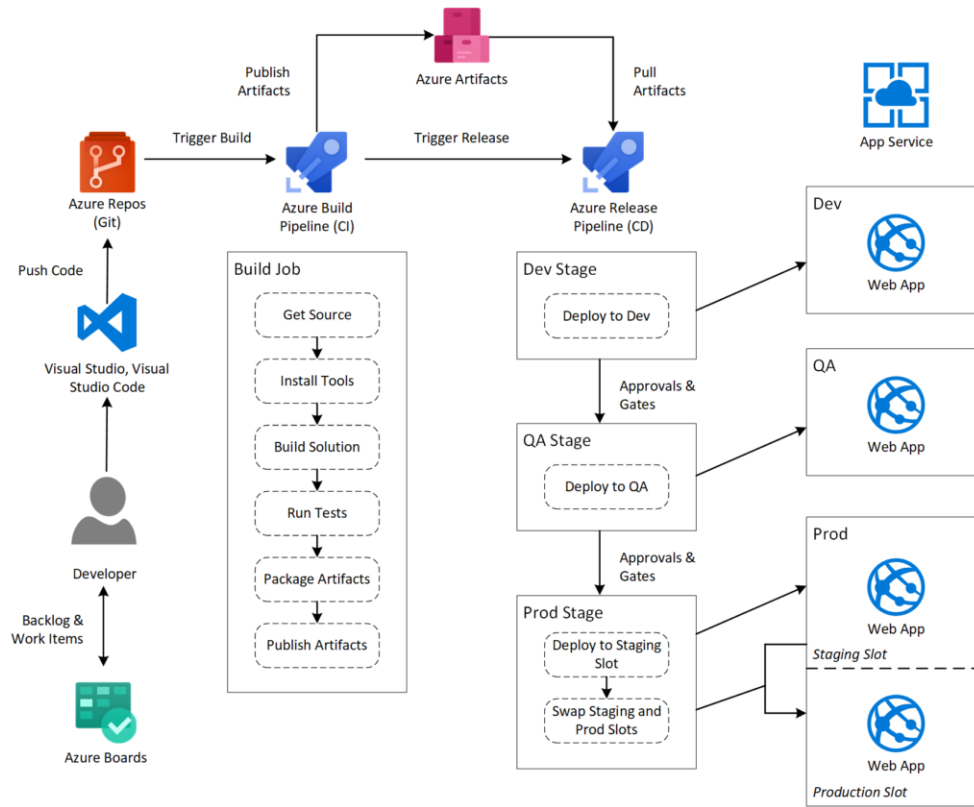 Publish
Artifacts
Azure Artifacts
Pull
Artifacts
App Service
Trigger Build
Trigger Release
Azure Repos
(Git)
Azure Build
Pipeline (CI)
Azure Release
Pipeline (CD)
Push Code
Visual Studio, Visual
Studio Code
Developer
Backlog &
Work Items
Azure Boards
Build Job
Get Source
Install Tools
Build Solution
Run Tests
Package Artifacts
Publish Artifacts
Dev Stage
Deploy to Dev
Approvals &
Gates
QA Stage
Deploy to QA
Approvals &
Gates
Prod Stage
Deploy to Staging
Slot
Swap Staging and
Prod Slots
Dev
Web App
QA
Web App
Prod
Web App
Staging Slot
Web App
Production Slot